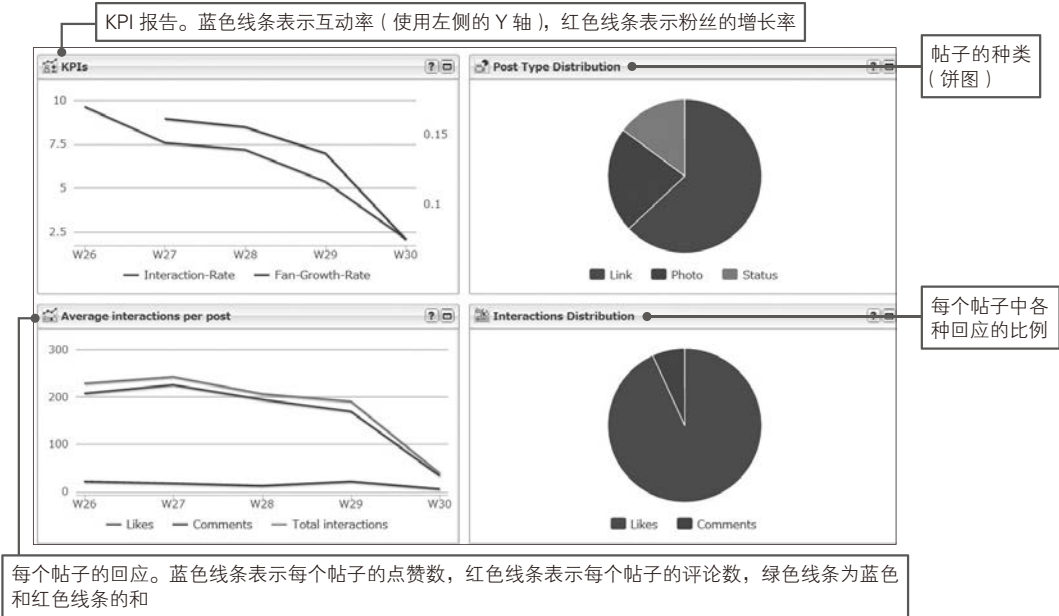 KPI 报告。蓝色线条表示互动率（使用左侧的 Y 轴），红色线条表示粉丝的增长率
帖子的种类
（饼图）
KPIs
10
7.5
5
2.5
0.15
0.1
W26 W27 W28 W29 W30
Interaction-Rate Fan-Growth-Rate
Post Type Distribution
Link Photo Status
Average interactions per post
300
200
100
0
W26 W27 W28 W29 W30
Likes Comments Total interactions
Interactions Distribution
Likes Comments
每个帖子中各
种回应的比例
每个帖子的回应。蓝色线条表示每个帖子的点赞数，红色线条表示每个帖子的评论数，绿色线条为蓝色
和红色线条的和